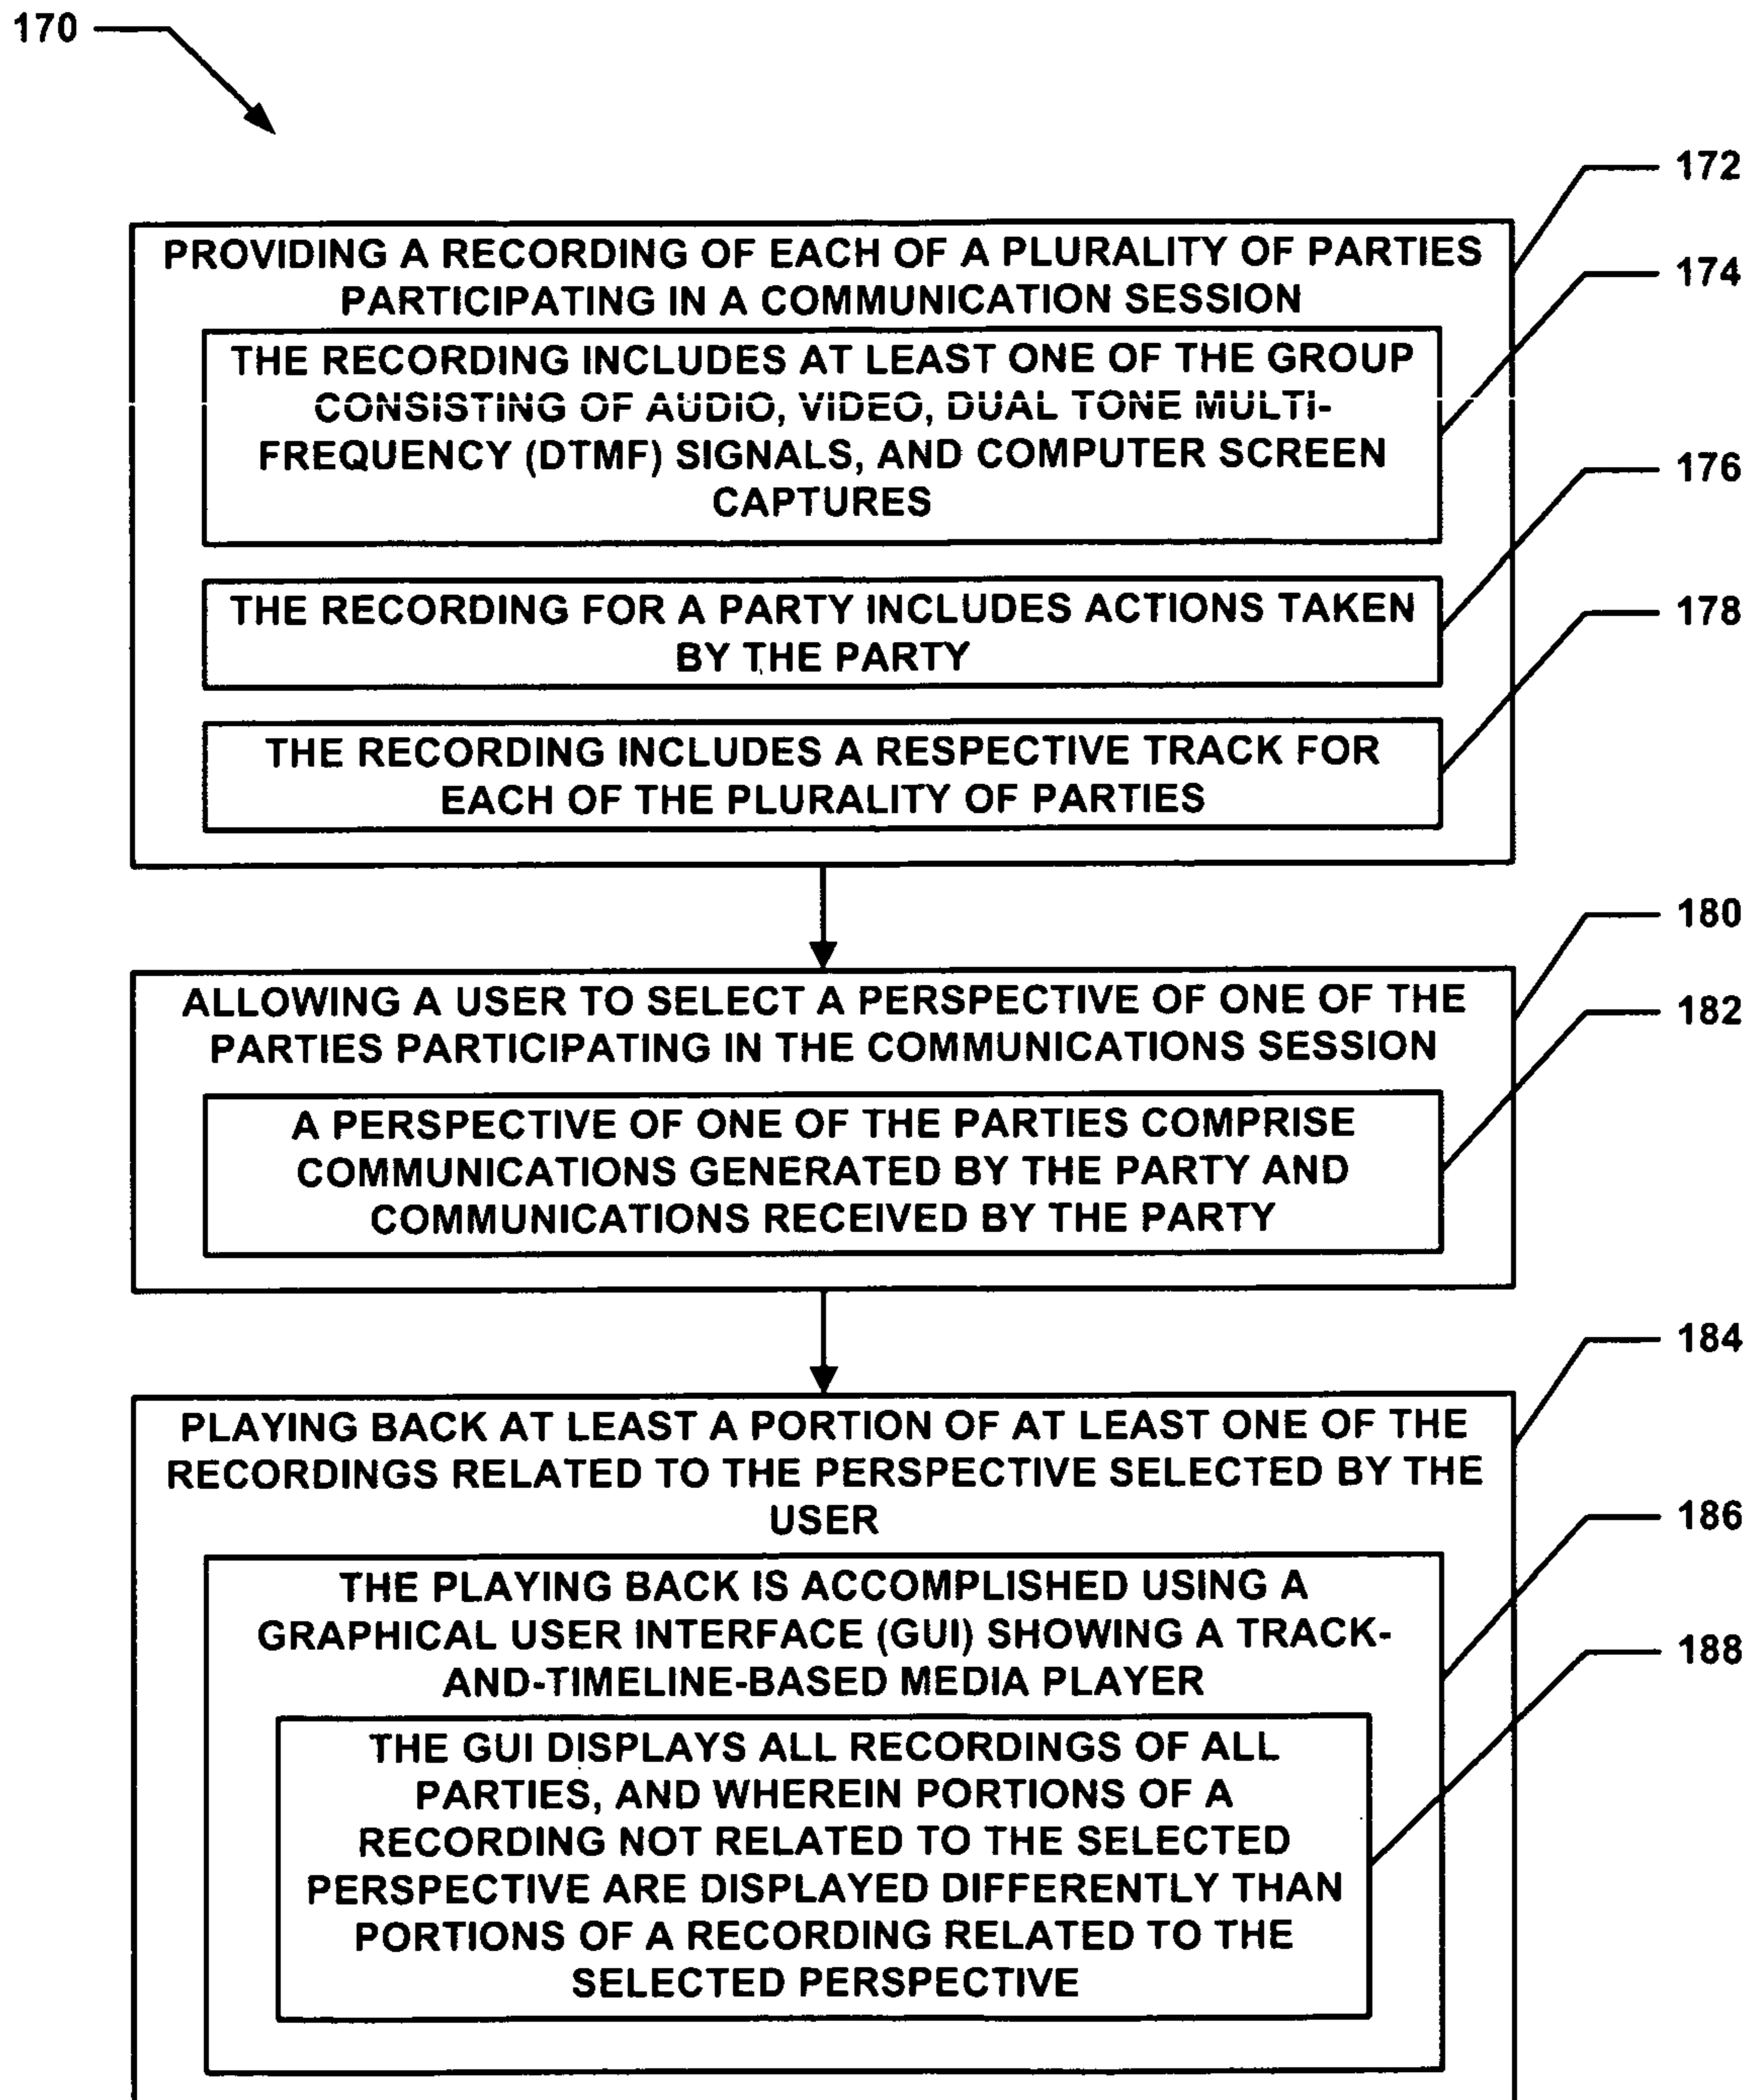 170
172
PROVIDING A RECORDING OF EACH OF A PLURALITY OF PARTIES
PARTICIPATING IN A COMMUNICATION SESSION
174
THE RECORDING INCLUDES AT LEAST ONE OF THE GROUP
CONSISTING OF AUDIO, VIDEO, DUAL TONE MULTI-
FREQUENCY (DTMF) SIGNALS, AND COMPUTER SCREEN
CAPTURES
176
THE RECORDING FOR A PARTY INCLUDES ACTIONS TAKEN
BY THE PARTY
178
THE RECORDING INCLUDES A RESPECTIVE TRACK FOR
EACH OF THE PLURALITY OF PARTIES
180
ALLOWING A USER TO SELECT A PERSPECTIVE OF ONE OF THE
PARTIES PARTICIPATING IN THE COMMUNICATIONS SESSION
182
A PERSPECTIVE OF ONE OF THE PARTIES COMPRISE
COMMUNICATIONS GENERATED BY THE PARTY AND
COMMUNICATIONS RECEIVED BY THE PARTY
184
PLAYING BACK AT LEAST A PORTION OF AT LEAST ONE OF THE
RECORDINGS RELATED TO THE PERSPECTIVE SELECTED BY THE
USER
186
THE PLAYING BACK IS ACCOMPLISHED USING A
GRAPHICAL USER INTERFACE (GUI) SHOWING A TRACK-
AND-TIMELINE-BASED MEDIA PLAYER
188
THE GUI DISPLAYS ALL RECORDINGS OF ALL
PARTIES, AND WHEREIN PORTIONS OF A
RECORDING NOT RELATED TO THE SELECTED
PERSPECTIVE ARE DISPLAYED DIFFERENTLY THAN
PORTIONS OF A RECORDING RELATED TO THE
SELECTED PERSPECTIVE